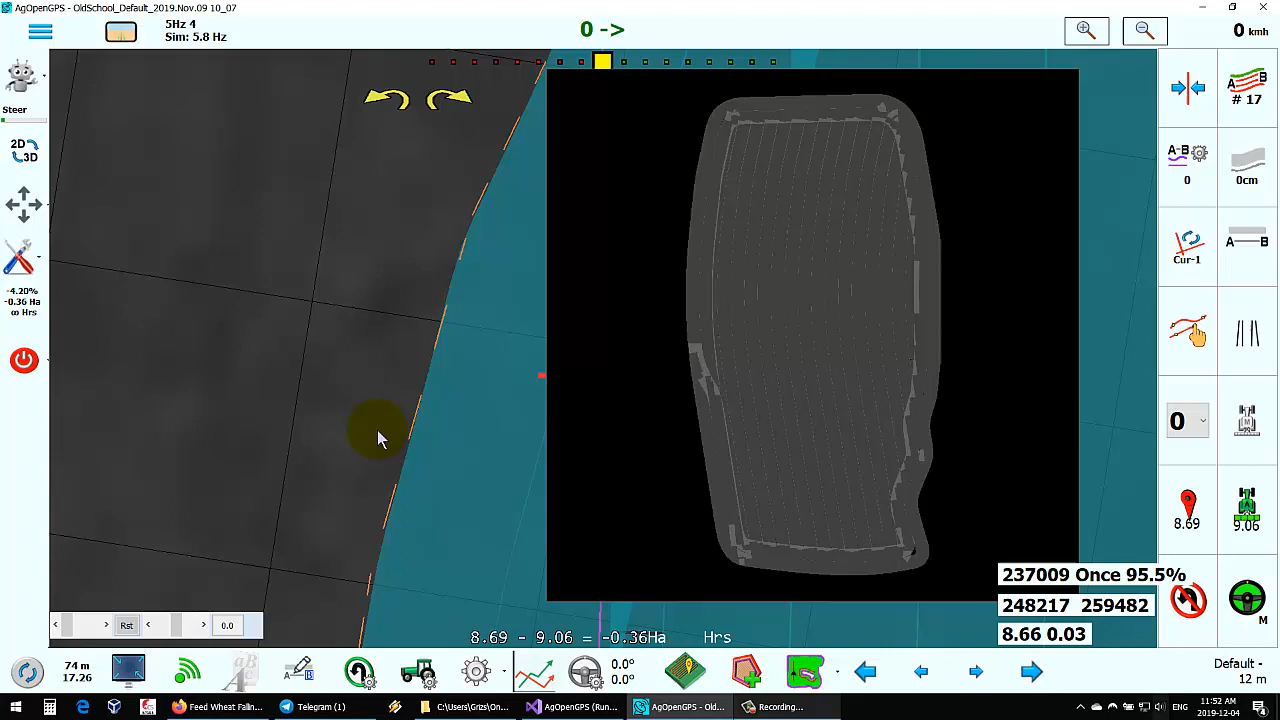 AgOpenGPS - OldSchool_Default_2019.Nov.09 10_07
5Hz 4
Sim: 5.8 Hz
0 ->
0 kmh
Steer
2D
3D
-4.20%
-0.36 Ha
∞ Hrs
A B
# 17
A-B
0
0cm
Cur-1
A B
0
M
8.69
9.06
237009 Once 95.5%
248217 259482
8.66 0.03
M
< > Rst < > 0.0
8.69 - 9.06 = -0.36Ha Hrs
74 m
17.26
AB
0.0°
0.0°
Default -
12 m
Feed Wheat Fallin...
Telegram (1)
C:\Users\Grizs\On...
AgOpenGPS (Run...
AgOpenGPS - Old...
Recording...
11:52 AM
2019-12-04